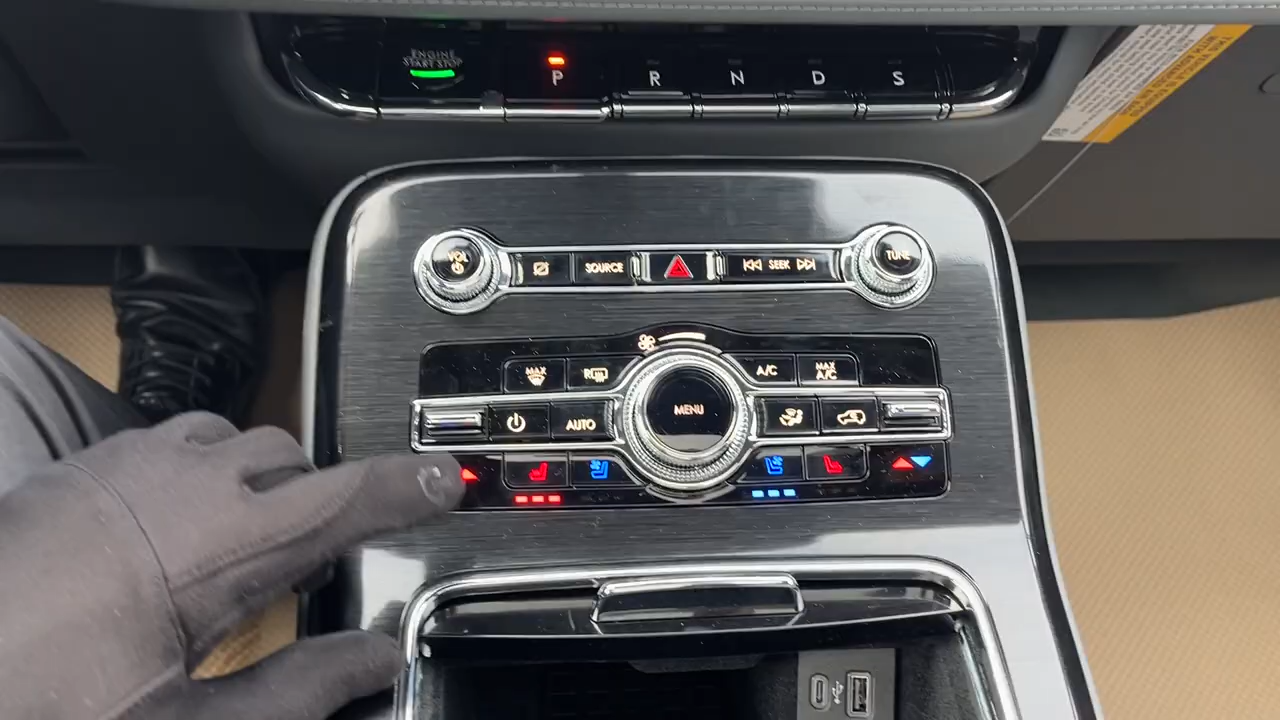 ENGINE
START STOP
P R N D S
VOL
SOURCE
SEEK
TUNE
MAX
R
A/C
MAX
A/C
AUTO
MENU